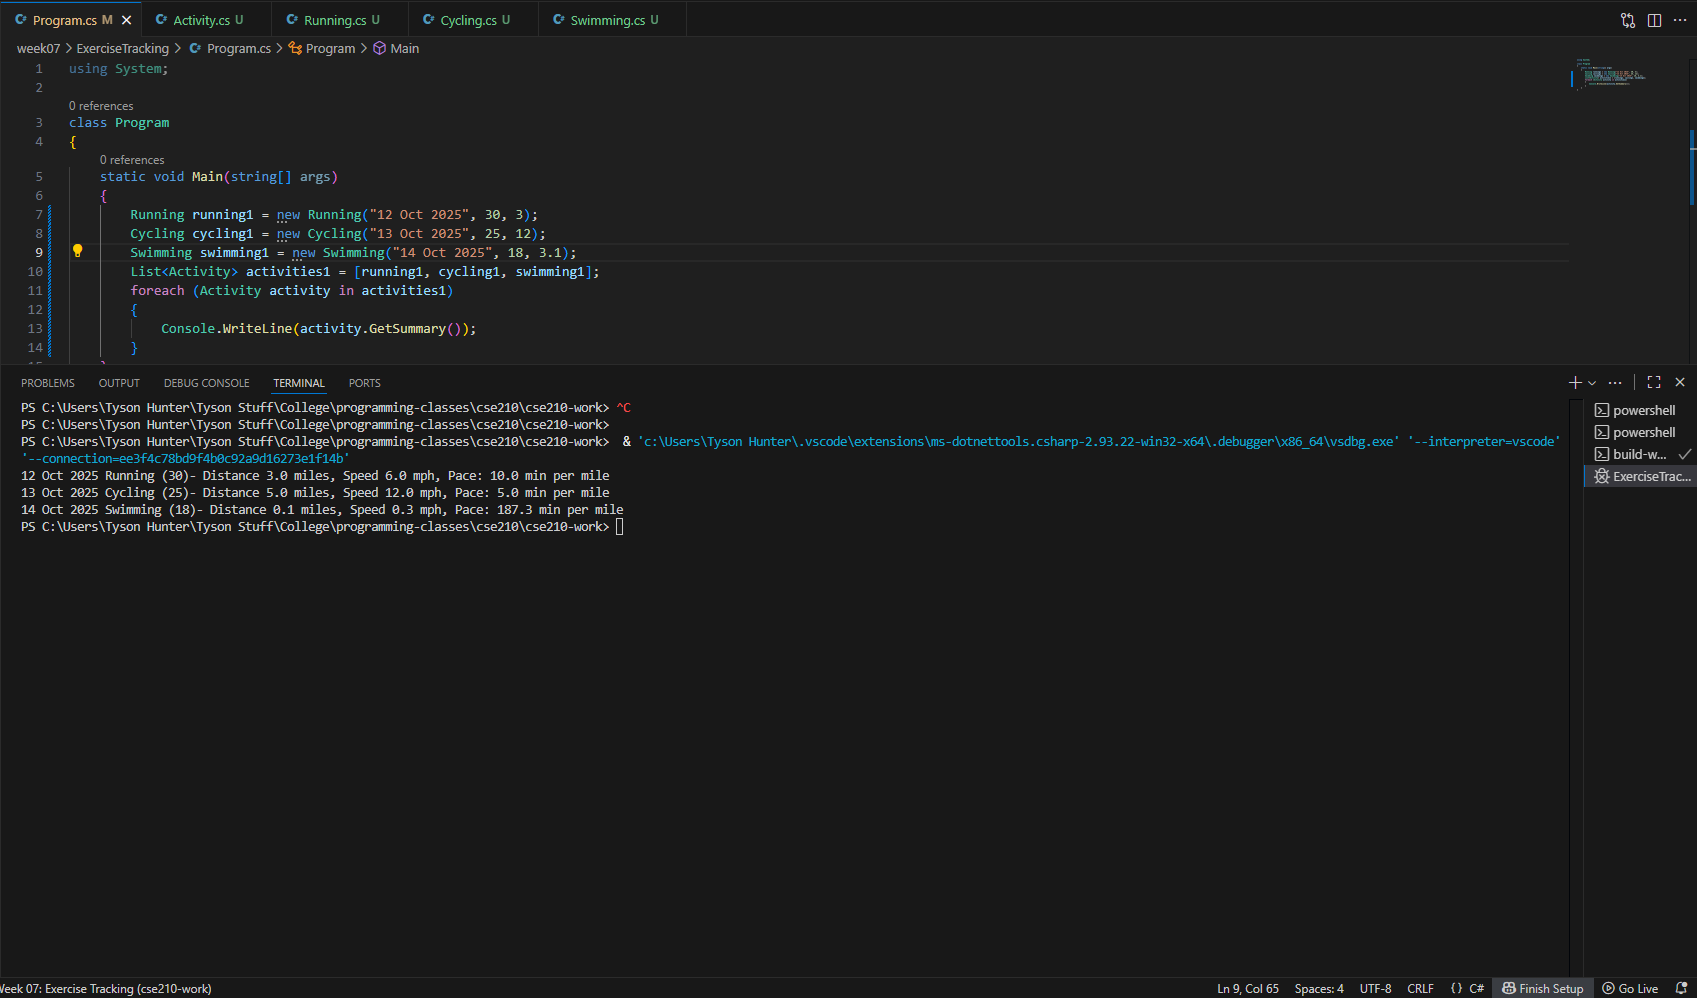 Program.cs M Activity.cs U Running.cs U Cycling.cs U Swimming.cs U
week07 > ExerciseTracking > Program.cs > Program > Main
1 using System;
2
0 references
3 class Program
4 {
0 references
5 static void Main(string[] args)
6 {
7 Running running1 = new Running("12 Oct 2025", 30, 3);
8 Cycling cycling1 = new Cycling("13 Oct 2025", 25, 12);
9 Swimming swimming1 = new Swimming("14 Oct 2025", 18, 3.1);
10 List<Activity> activities1 = [running1, cycling1, swimming1];
11 foreach (Activity activity in activities1)
12 {
13 Console.WriteLine(activity.GetSummary());
14 }
PROBLEMS OUTPUT DEBUG CONSOLE TERMINAL PORTS
PS C:\Users\Tyson Hunter\Tyson Stuff\College\programming-classes\cse210\cse210-work> ^C
PS C:\Users\Tyson Hunter\Tyson Stuff\College\programming-classes\cse210\cse210-work>
PS C:\Users\Tyson Hunter\Tyson Stuff\College\programming-classes\cse210\cse210-work> & 'c:\Users\Tyson Hunter\.vscode\extensions\ms-dotnettools.csharp-2.93.22-win32-x64\.debugger\x86_64\vsdbg.exe' '--interpreter=vscode'
'--connection=ee3f4c78bd9f4b0c92a9d16273e1f14b'
12 Oct 2025 Running (30)- Distance 3.0 miles, Speed 6.0 mph, Pace: 10.0 min per mile
13 Oct 2025 Cycling (25)- Distance 5.0 miles, Speed 12.0 mph, Pace: 5.0 min per mile
14 Oct 2025 Swimming (18)- Distance 0.1 miles, Speed 0.3 mph, Pace: 187.3 min per mile
PS C:\Users\Tyson Hunter\Tyson Stuff\College\programming-classes\cse210\cse210-work>
powershell
powershell
build-w...
ExerciseTrac...
Week 07: Exercise Tracking (cse210-work) Ln 9, Col 65 Spaces: 4 UTF-8 CRLF {} C# Finish Setup Go Live